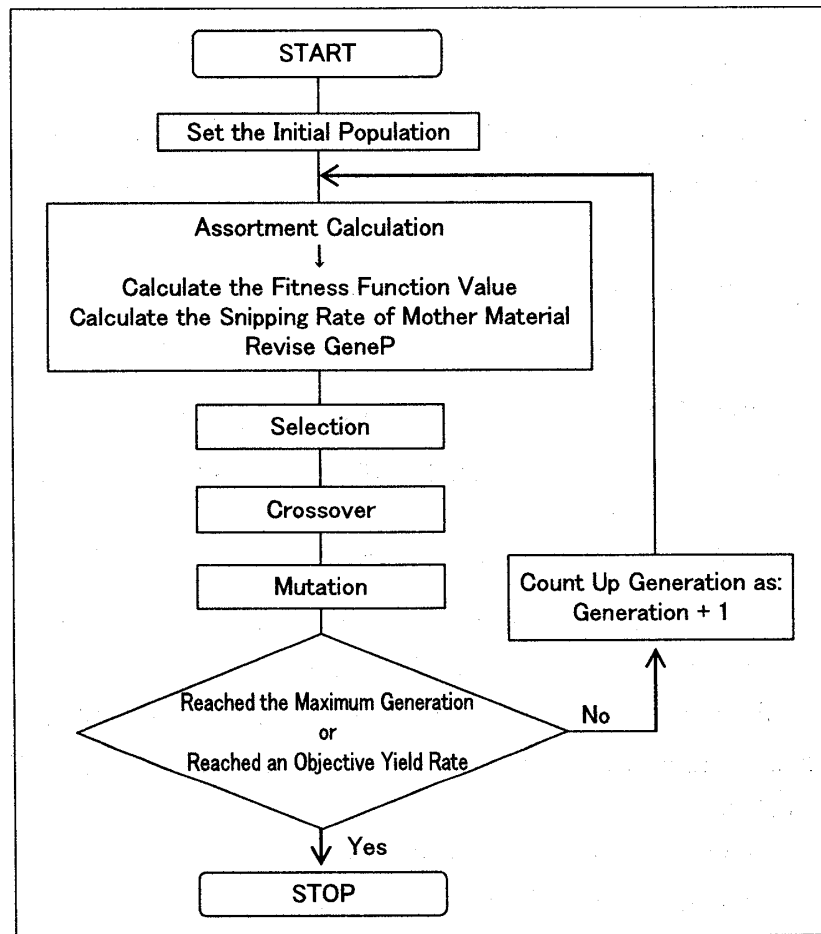 START
Set the Initial Population
Assortment Calculation
↓
Calculate the Fitness Function Value
Calculate the Snipping Rate of Mother Material
Revise GeneP
Selection
Crossover
Mutation
Count Up Generation as:
Generation + 1
Reached the Maximum Generation
or
Reached an Objective Yield Rate
No
Yes
STOP